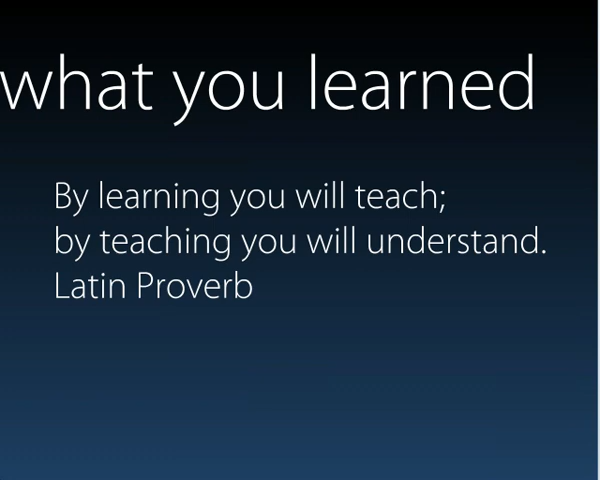 what you learned
By learning you will teach;
by teaching you will understand.
Latin Proverb